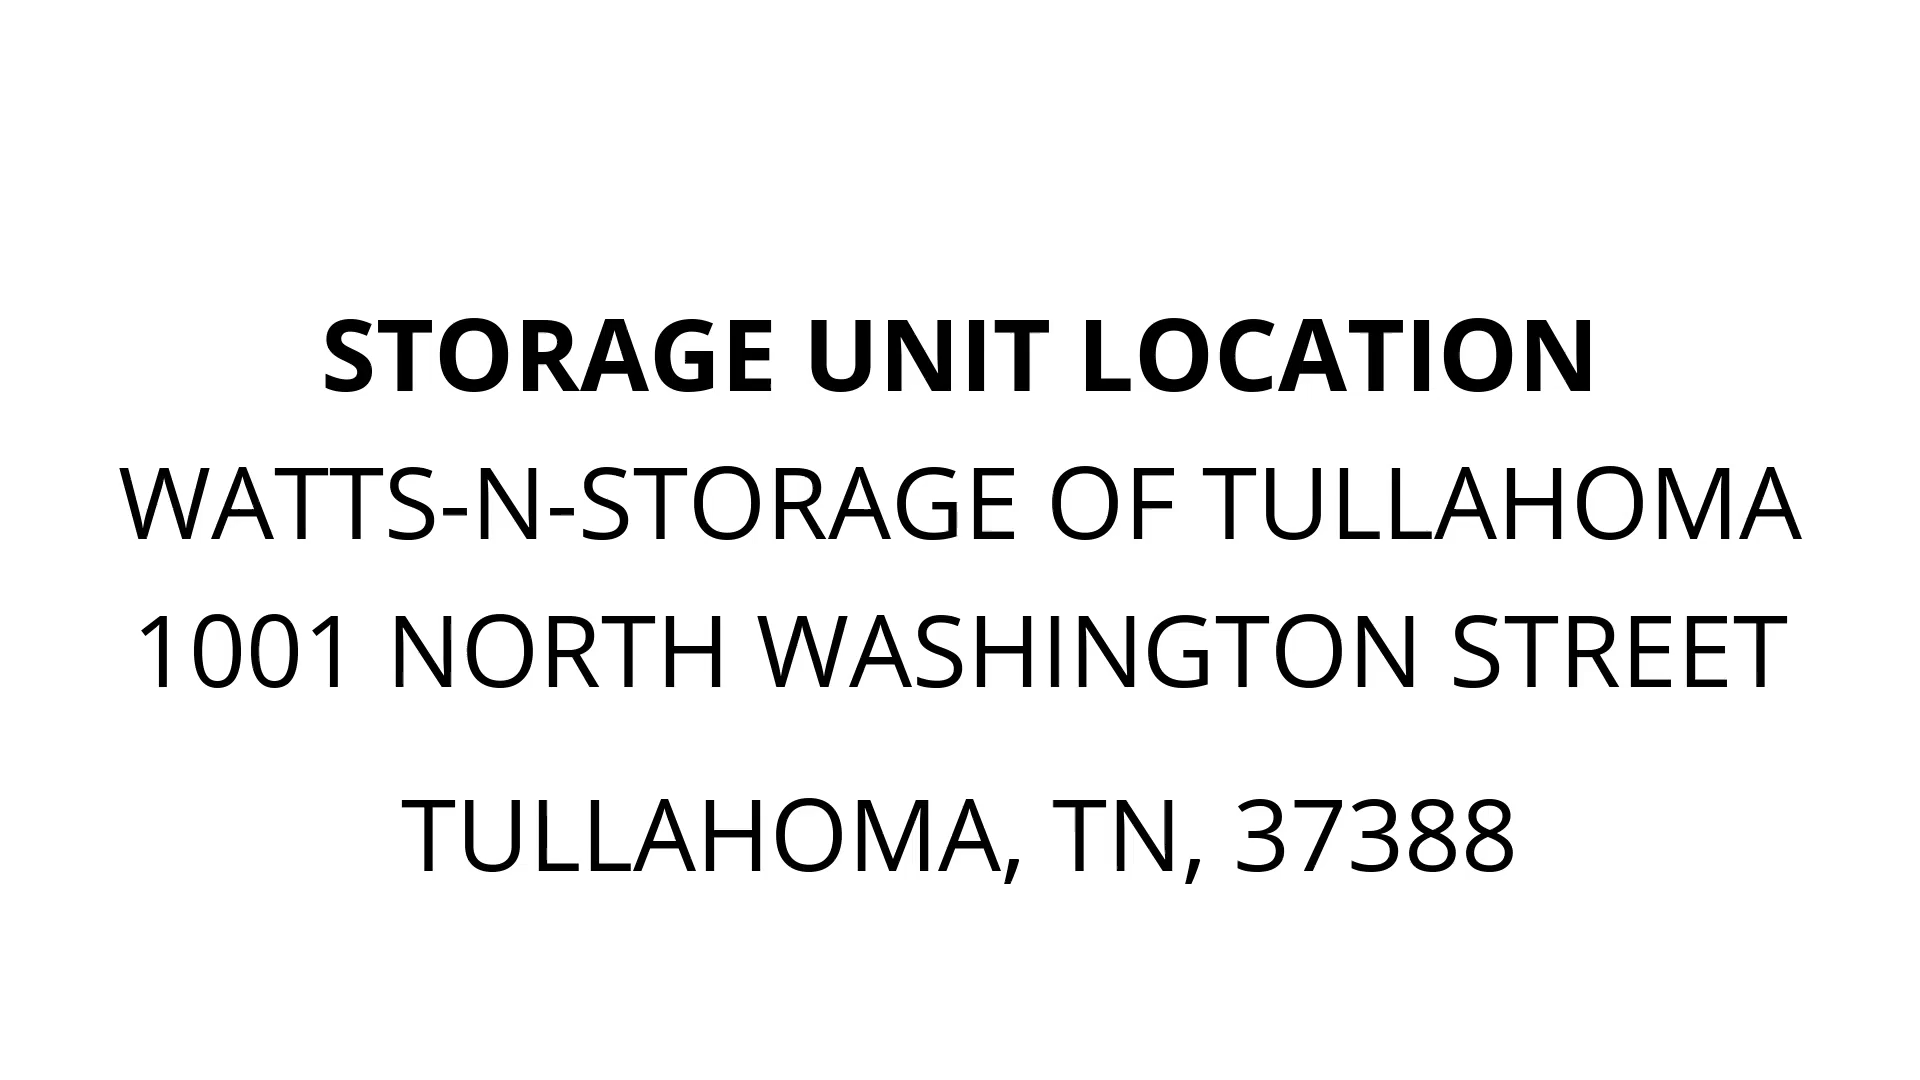 STORAGE UNIT LOCATION
WATTS-N-STORAGE OF TULLAHOMA
1001 NORTH WASHINGTON STREET
TULLAHOMA, TN, 37388